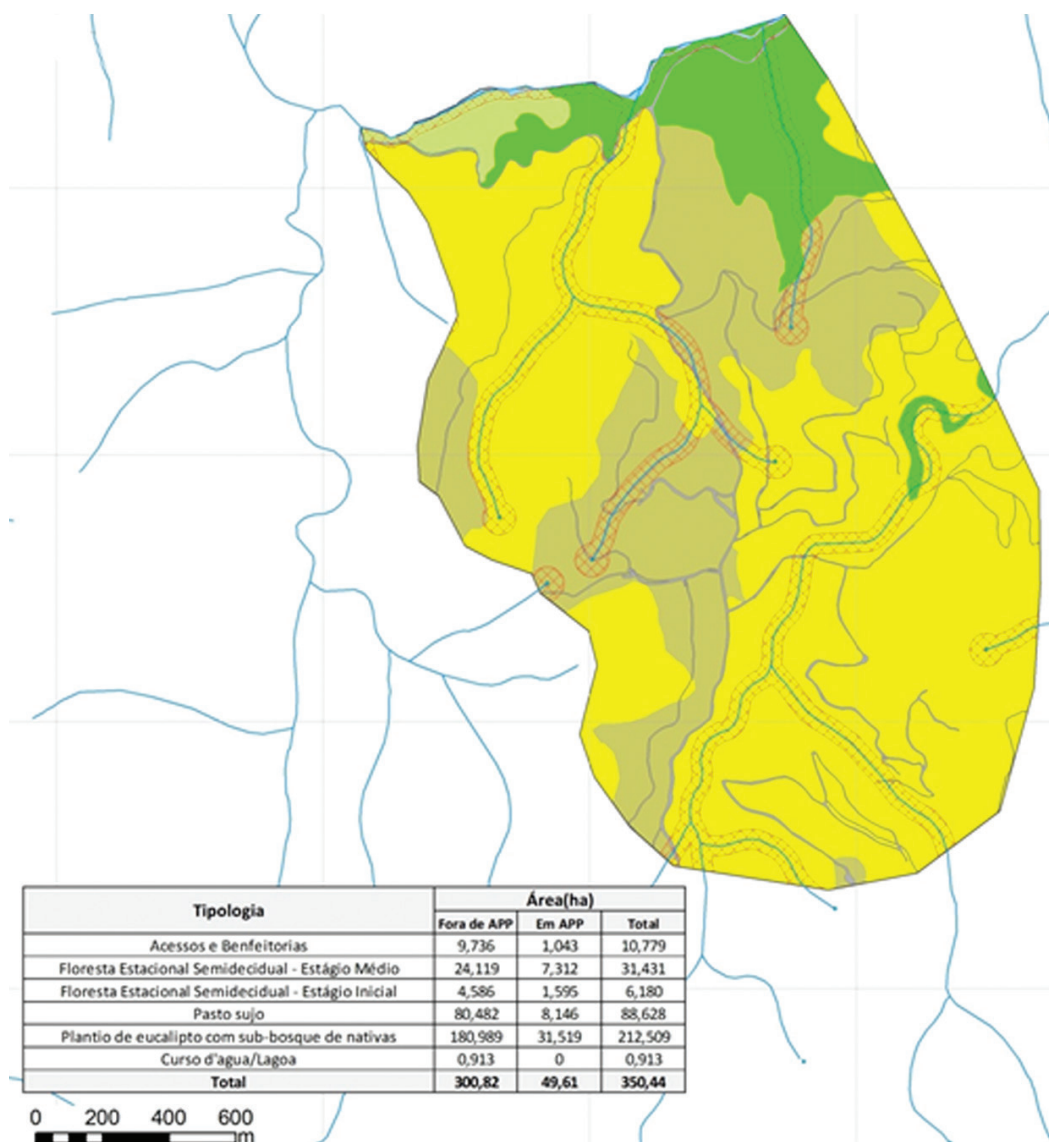 Tipologia Área(ha)
Fora de APP Em APP Total
Acessos e Benfeitorias 9,736 1,043 10,779
Floresta Estacional Semidecidual - Estágio Médio 24,119 7,312 31,431
Floresta Estacional Semidecidual - Estágio Inicial 4,586 1,595 6,180
Pasto sujo 80,482 8,146 88,628
Plantio de eucalipto com sub-bosque de nativas 180,989 31,519 212,509
Curso d'agua/Lagoa 0,913 0 0,913
Total 300,82 49,61 350,44
0 200 400 600
m